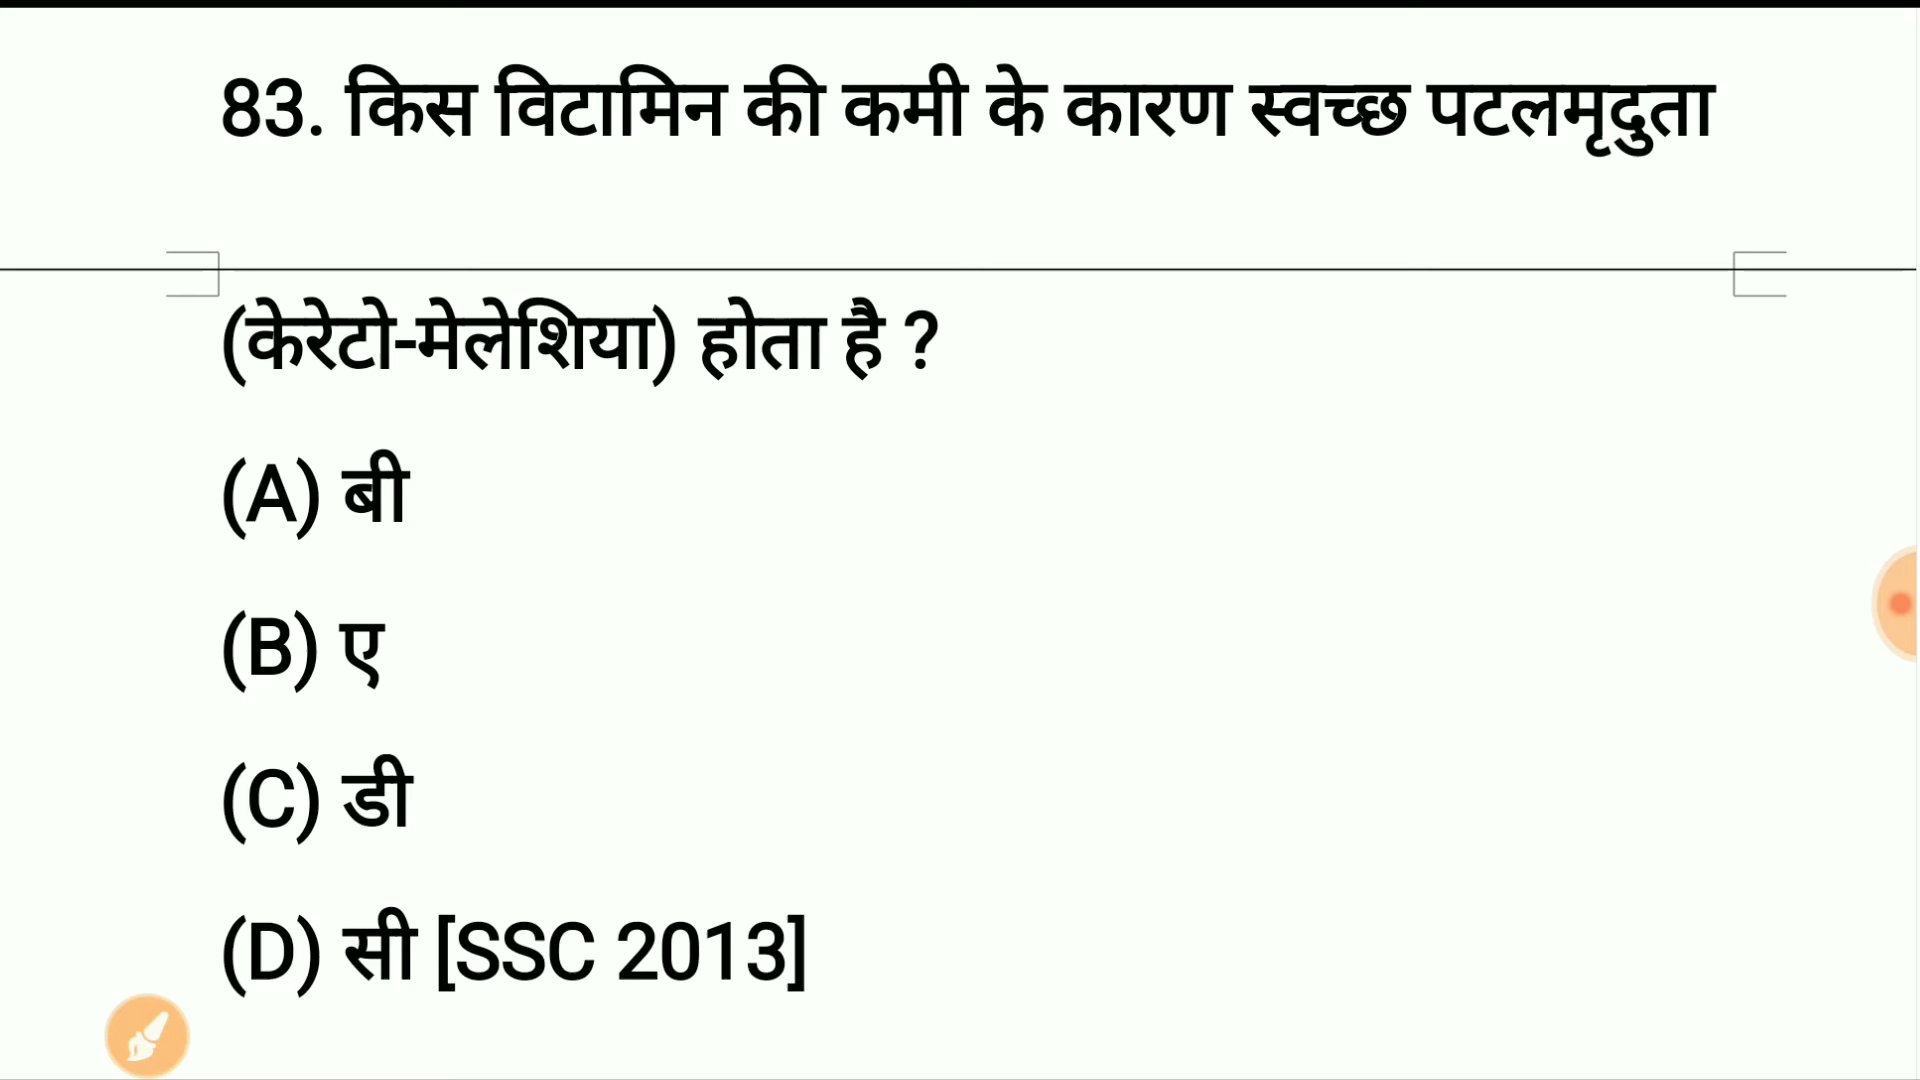 83. किस विटामिन की कमी के कारण स्वच्छ पटलमृदुता
(केरेटो-मेलेशिया) होता है ?
(A) बी
(B) ए
(C) डी
(D) सी [SSC 2013]